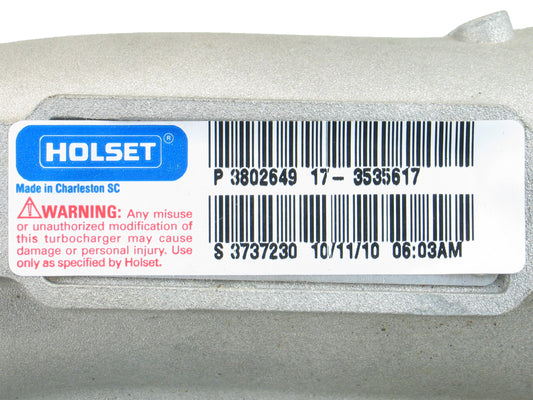 HOLSET®
Made in Charleston SC
WARNING: Any misuse
or unauthorized modification of
this turbocharger may cause
damage or personal injury. Use
only as specified by Holset.
P 3802649 17-3535617
S 3737230 10/11/10 06:03AM